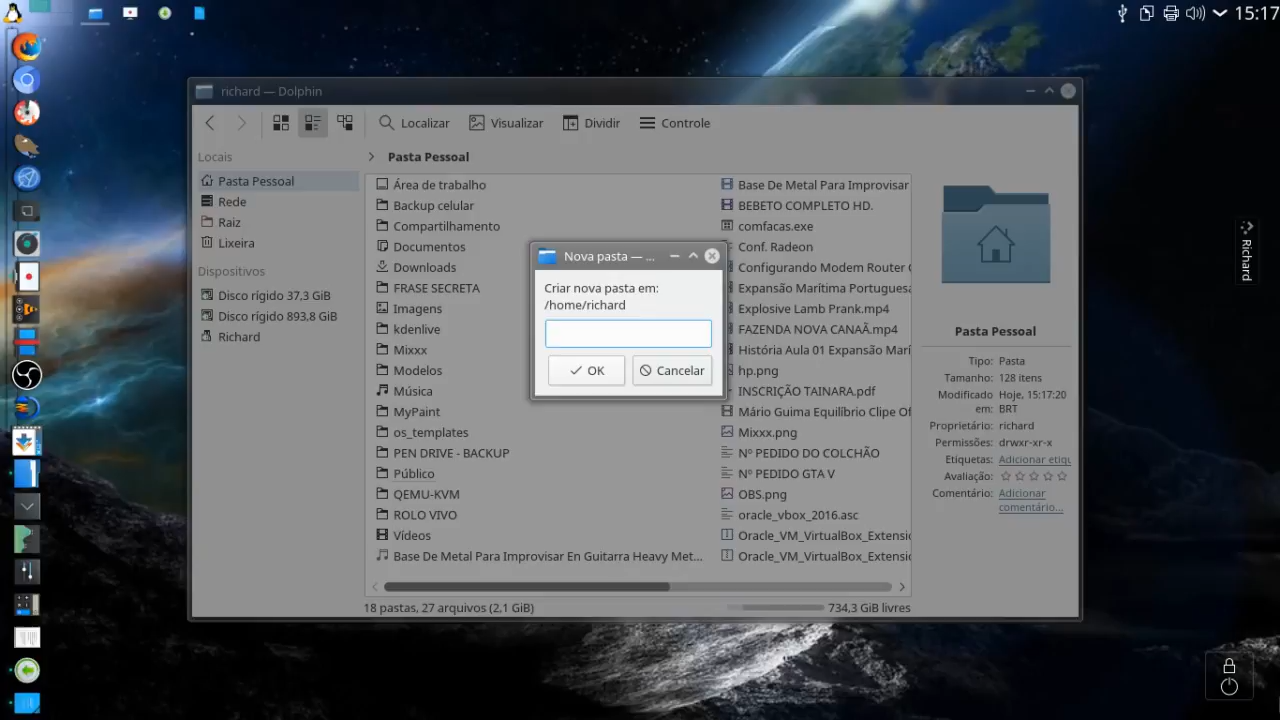 15:17
richard — Dolphin
Localizar
Visualizar
Dividir
Controle
Locais
Pasta Pessoal
Rede
Raiz
Lixeira
Dispositivos
Disco rígido 37,3 GiB
Disco rígido 893,8 GiB
Richard
Pasta Pessoal
Área de trabalho
Backup celular
Compartilhamento
Documentos
Downloads
FRASE SECRETA
Imagens
kdenlive
Mixxx
Modelos
Música
MyPaint
os_templates
PEN DRIVE - BACKUP
Público
QEMU-KVM
ROLO VIVO
Vídeos
Base De Metal Para Improvisar En Guitarra Heavy Met...
Base De Metal Para Improvisar
BEBETO COMPLETO HD.
comfacas.exe
Conf. Radeon
Configurando Modem Router
Expansão Marítima Portugues
Explosive Lamb Prank.mp4
FAZENDA NOVA CANAÃ.mp4
História Aula 01 Expansão Marí
hp.png
INSCRIÇÃO TAINARA.pdf
Mário Guima Equilíbrio Clipe Of
Mixxx.png
Nº PEDIDO DO COLCHÃO
Nº PEDIDO GTA V
OBS.png
oracle_vbox_2016.asc
Oracle_VM_VirtualBox_Extensi
Oracle_VM_VirtualBox_Extensi
18 pastas, 27 arquivos (2,1 GiB)
734,3 GiB livres
Nova pasta — ...
Criar nova pasta em:
/home/richard
OK
Cancelar
Pasta Pessoal
Tipo: Pasta
Tamanho: 128 itens
Modificado em: Hoje, 15:17:20 BRT
Proprietário: richard
Permissões: drwxr-xr-x
Etiquetas: Adicionar etiqu
Avaliação:
Comentário: Adicionar
comentário...
Richard